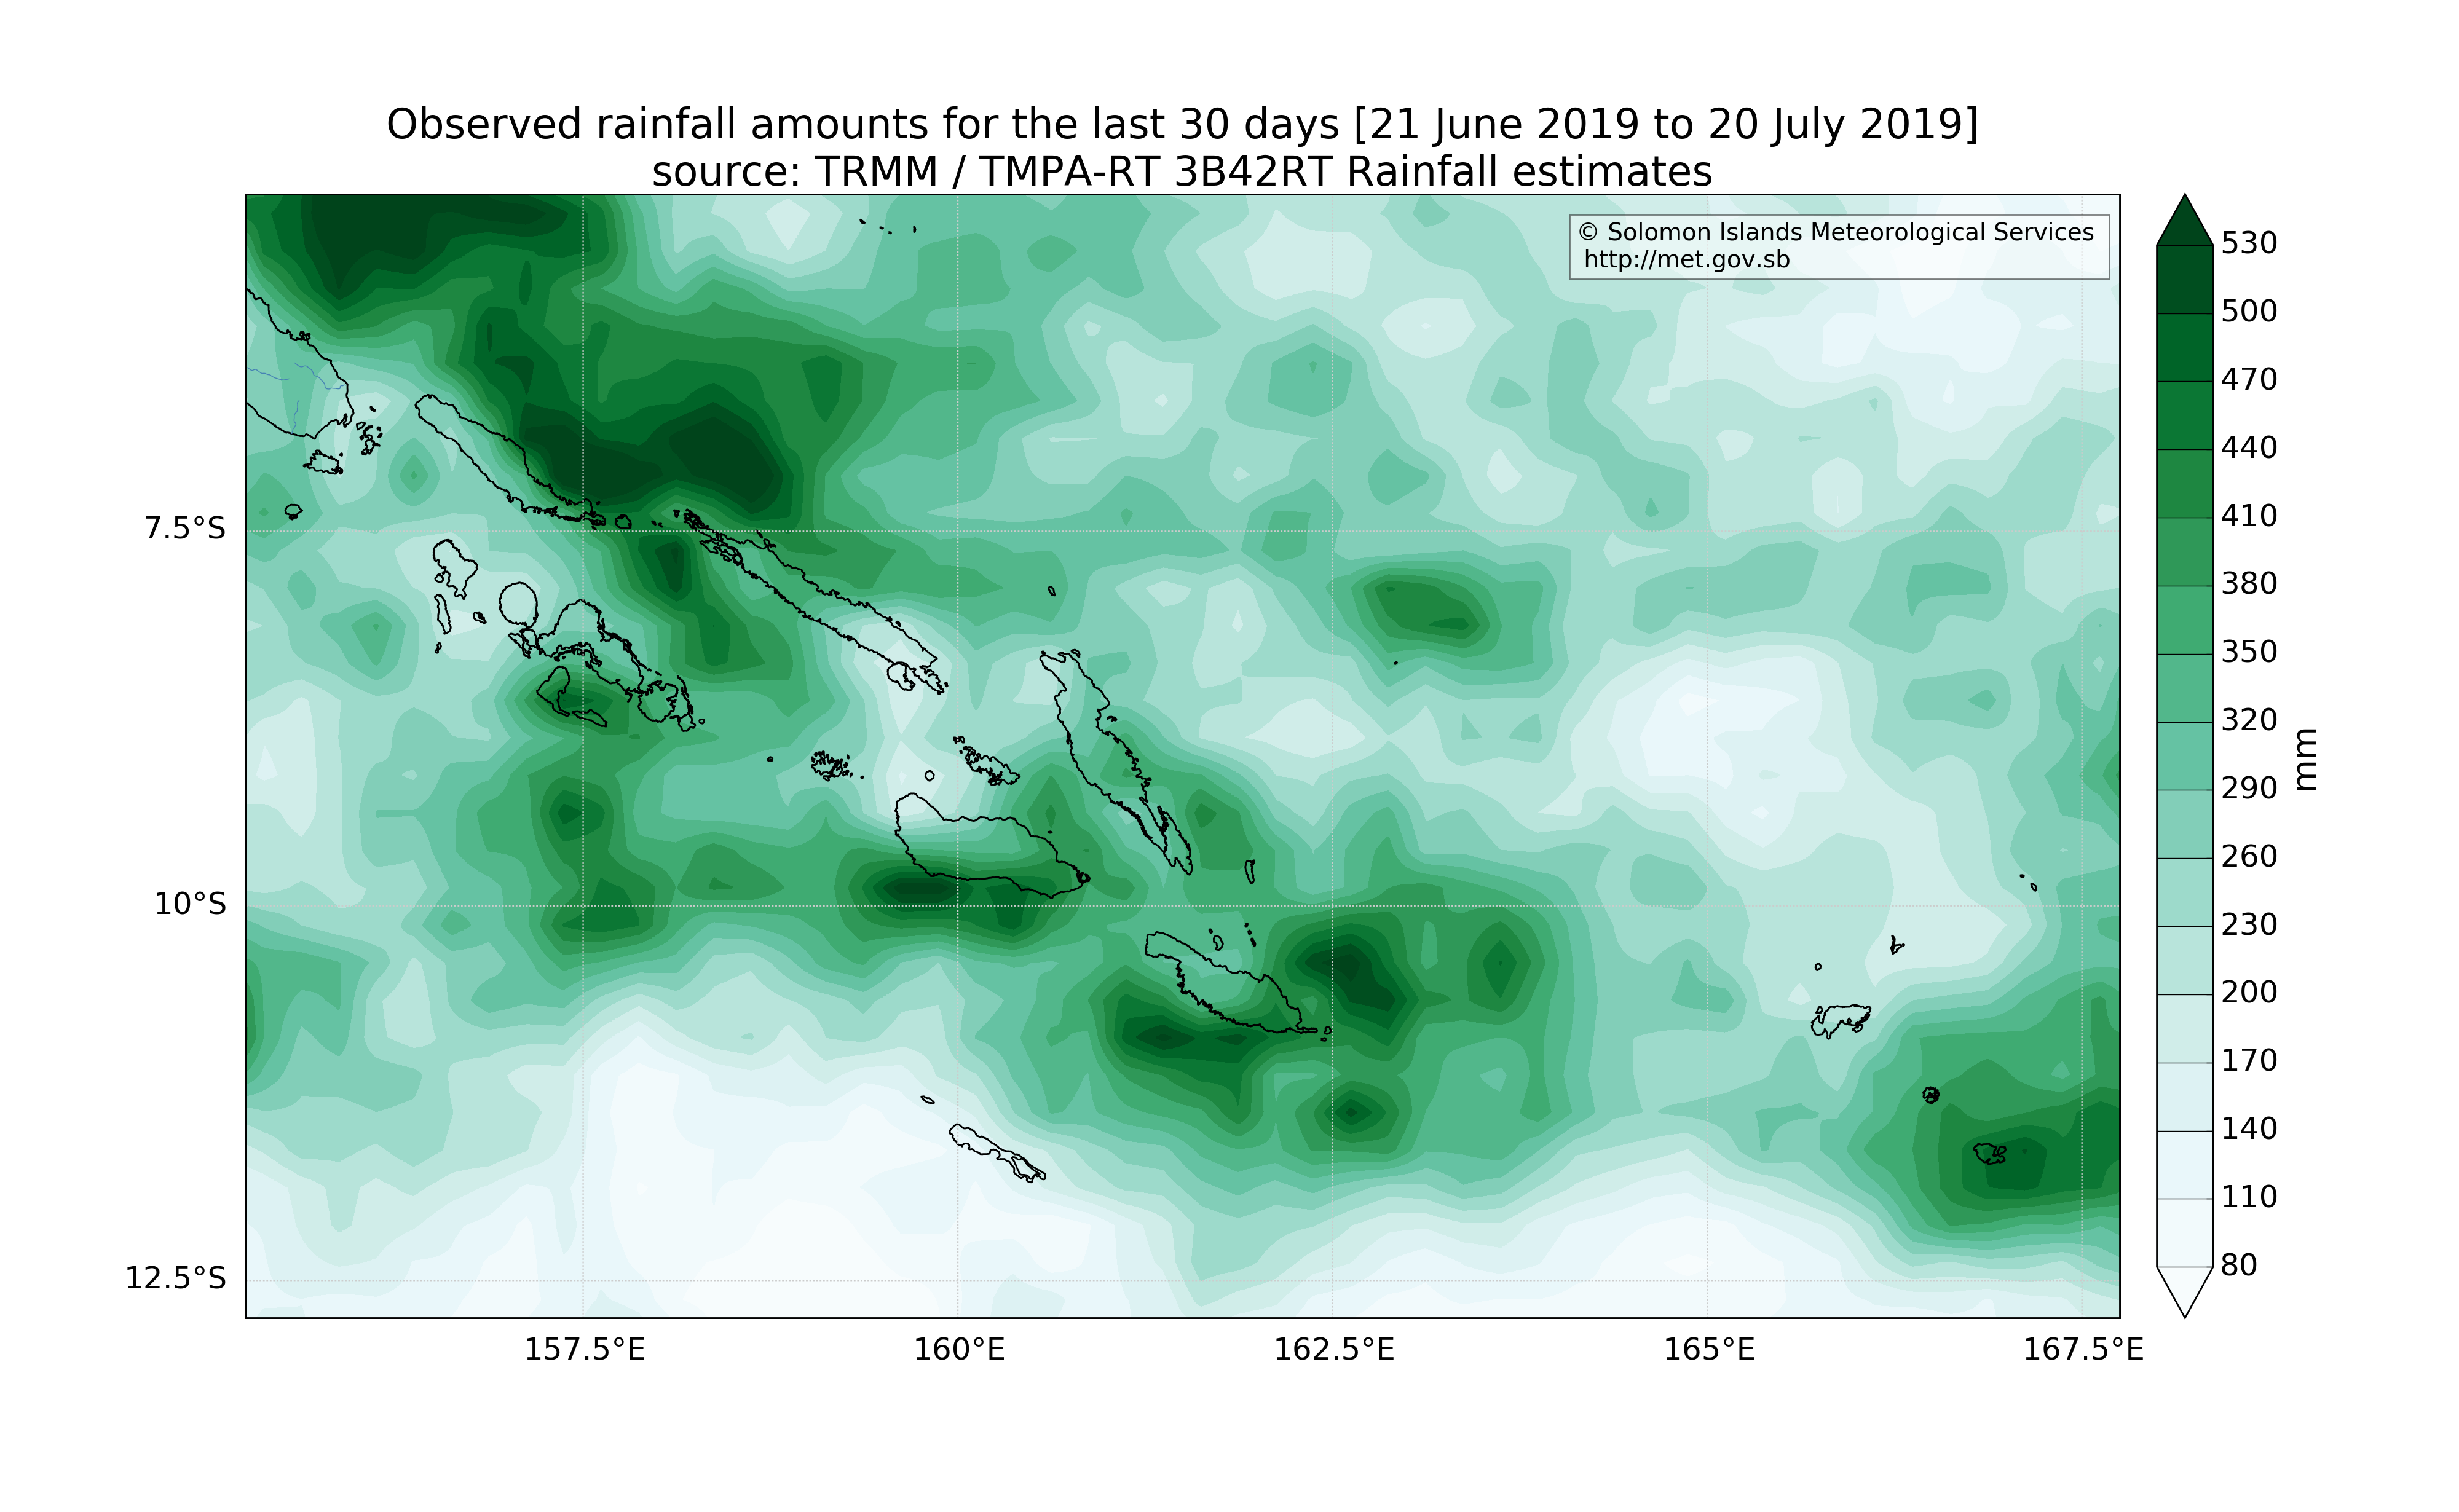 Observed rainfall amounts for the last 30 days [21 June 2019 to 20 July 2019]
source: TRMM / TMPA-RT 3B42RT Rainfall estimates
© Solomon Islands Meteorological Services
http://met.gov.sb
530
500
470
440
410
380
350
320
290
260
230
200
170
140
110
80
mm
7.5°S
10°S
12.5°S
157.5°E
160°E
162.5°E
165°E
167.5°E